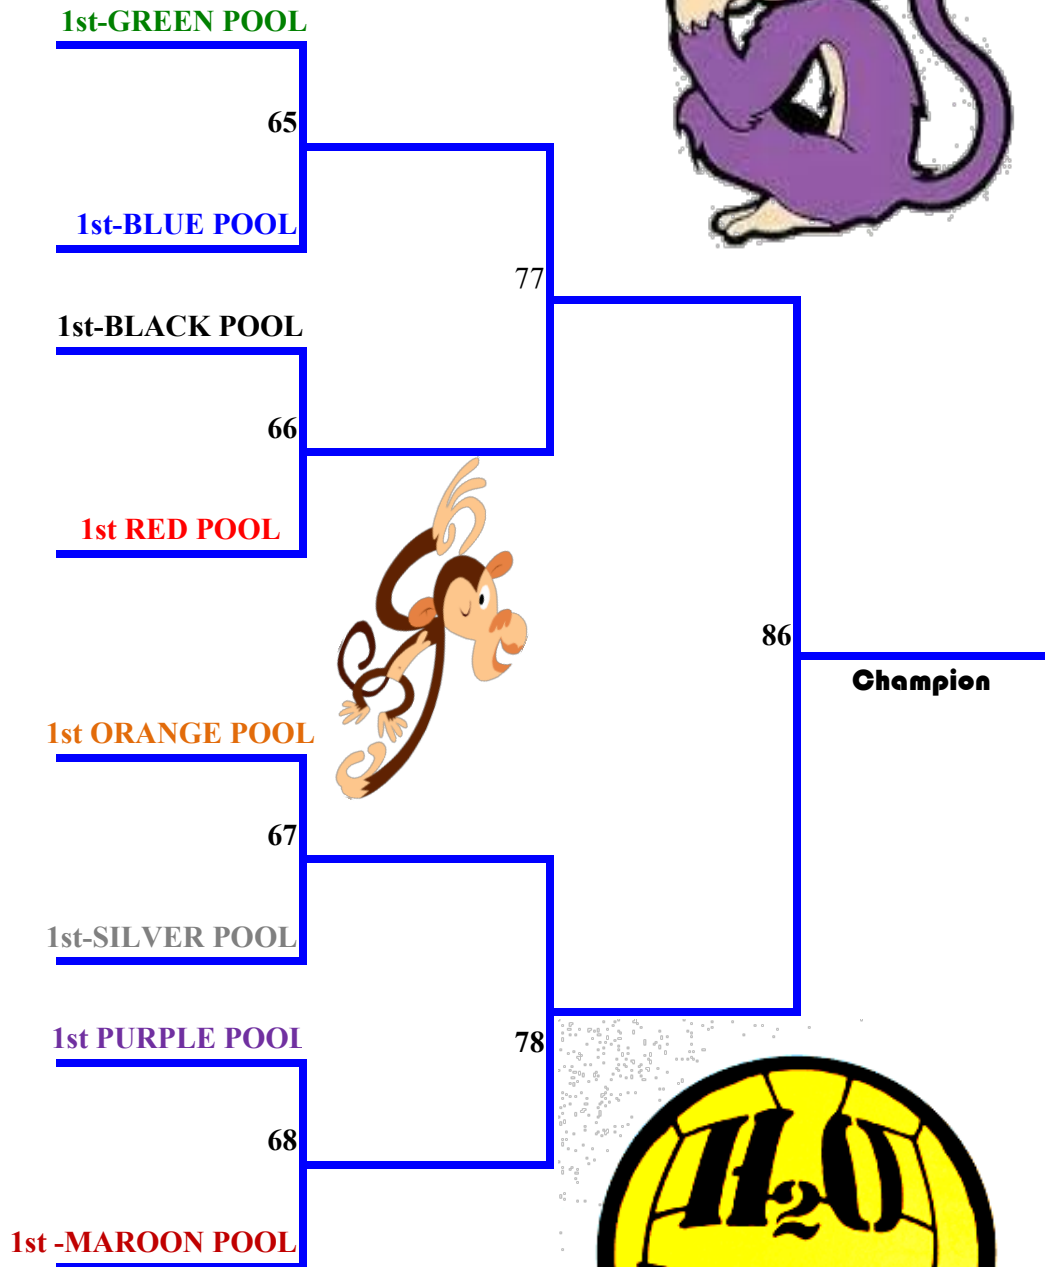 1st-GREEN POOL
65
1st-BLUE POOL
77
1st-BLACK POOL
66
1st RED POOL
86
Champion
1st ORANGE POOL
67
1st-SILVER POOL
1st PURPLE POOL
78
68
H2O
1st -MAROON POOL